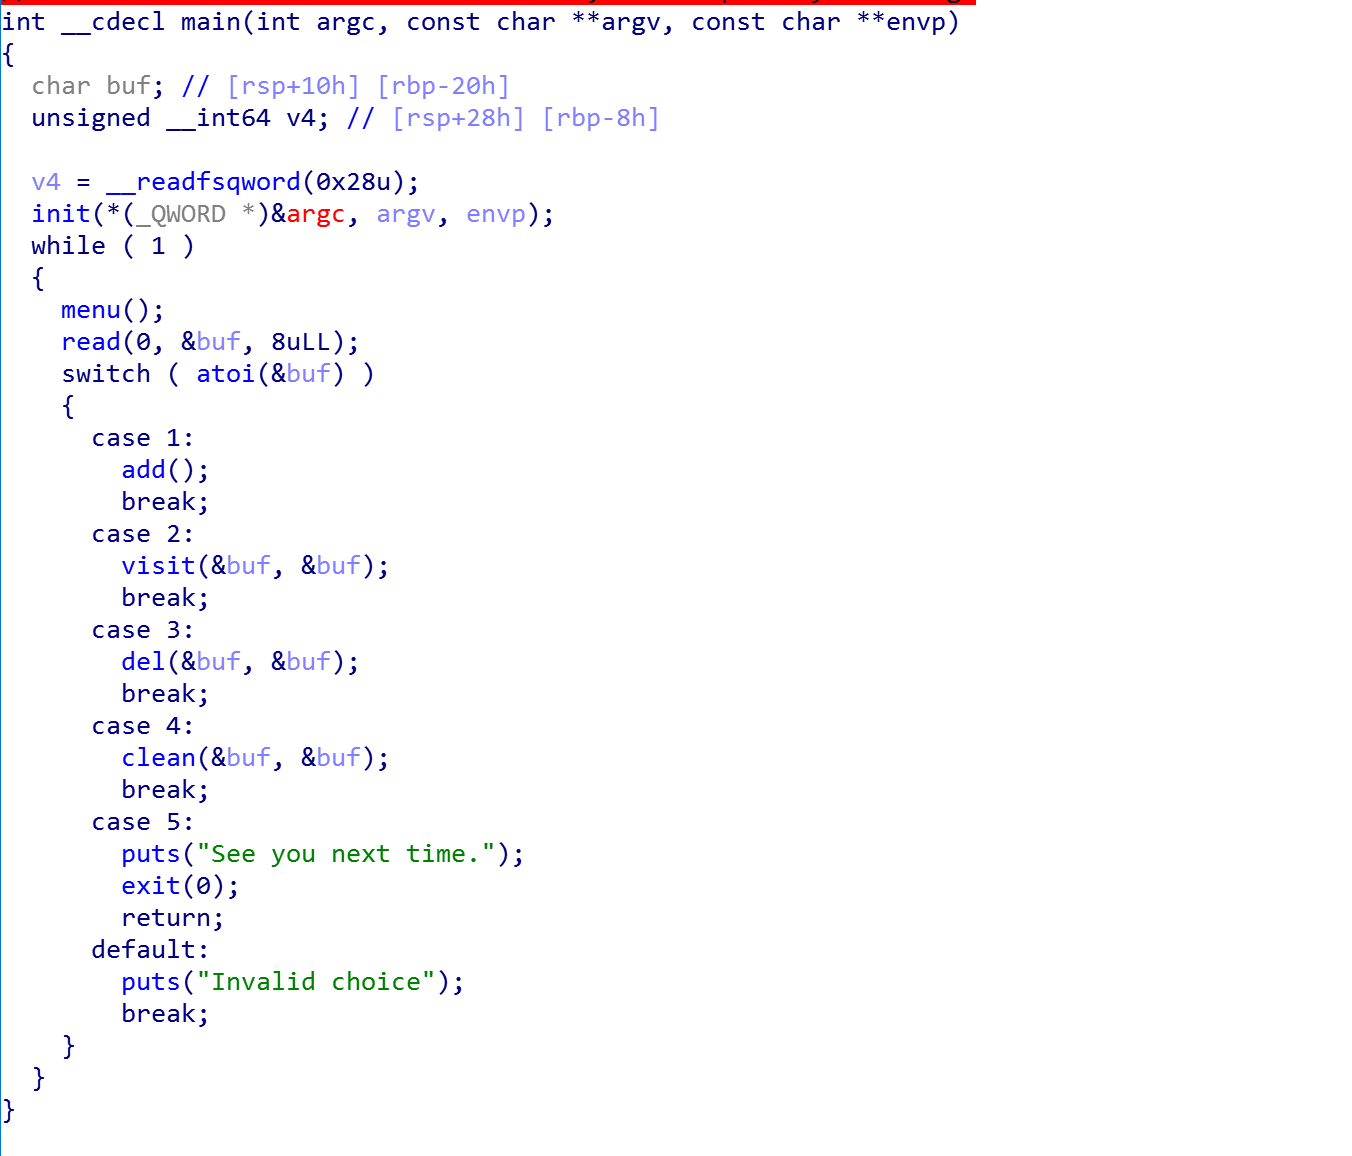 int __cdecl main(int argc, const char **argv, const char **envp)
{
  char buf; // [rsp+10h] [rbp-20h]
  unsigned __int64 v4; // [rsp+28h] [rbp-8h]

  v4 = __readfsqword(0x28u);
  init(*(_QWORD *)&argc, argv, envp);
  while ( 1 )
  {
    menu();
    read(0, &buf, 8uLL);
    switch ( atoi(&buf) )
    {
      case 1:
        add();
        break;
      case 2:
        visit(&buf, &buf);
        break;
      case 3:
        del(&buf, &buf);
        break;
      case 4:
        clean(&buf, &buf);
        break;
      case 5:
        puts("See you next time.");
        exit(0);
        return;
      default:
        puts("Invalid choice");
        break;
    }
  }
}